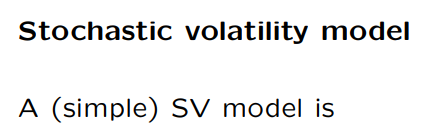 Stochastic volatility model
A (simple) SV model is